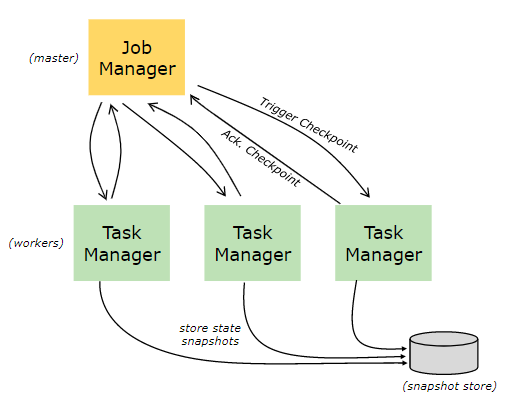 Job
Manager
(master)
Trigger Checkpoint
Ack. Checkpoint
(workers)
Task
Manager
Task
Manager
Task
Manager
store state
snapshots
(snapshot store)